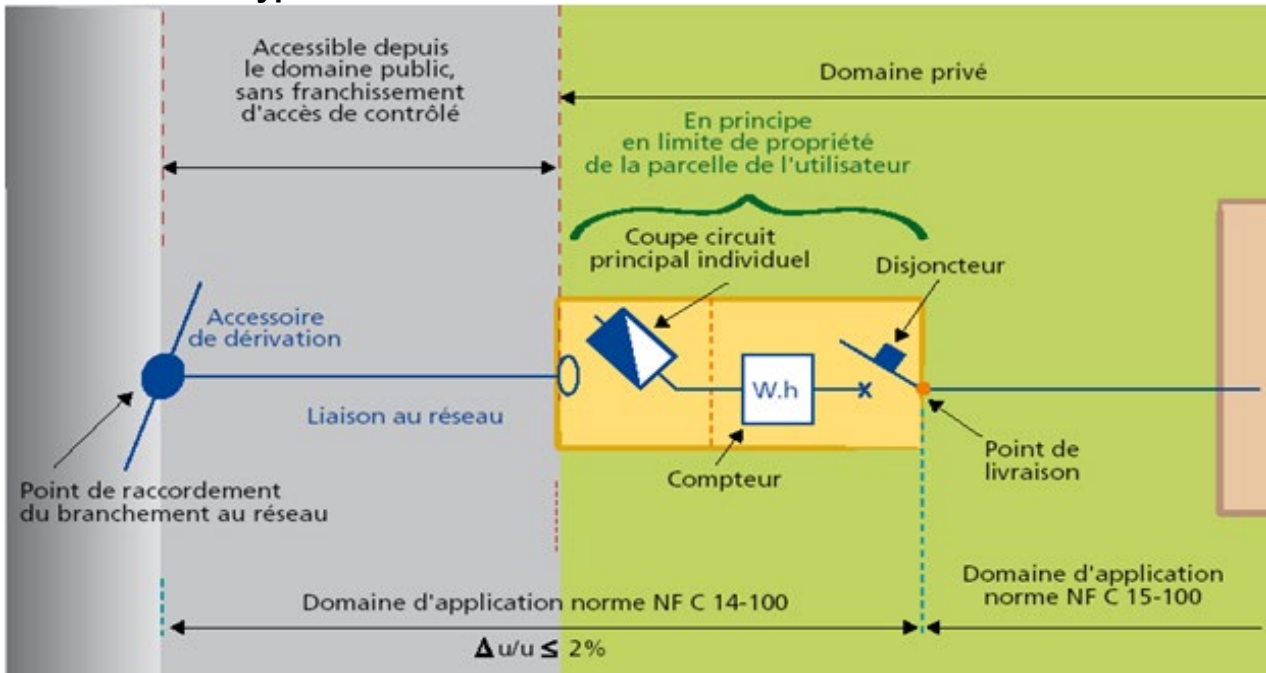 Accessible depuis
le domaine public,
sans franchissement
d'accès de contrôlé
Domaine privé
En principe
en limite de propriété
de la parcelle de l'utilisateur
Coupe circuit
principal individuel
Disjoncteur
Accessoire
de dérivation
W.h
Liaison au réseau
Point de
livraison
Compteur
Point de raccordement
du branchement au réseau
Domaine d'application norme NF C 14-100
Δu/u ≤ 2%
Domaine d'application
norme NF C 15-100